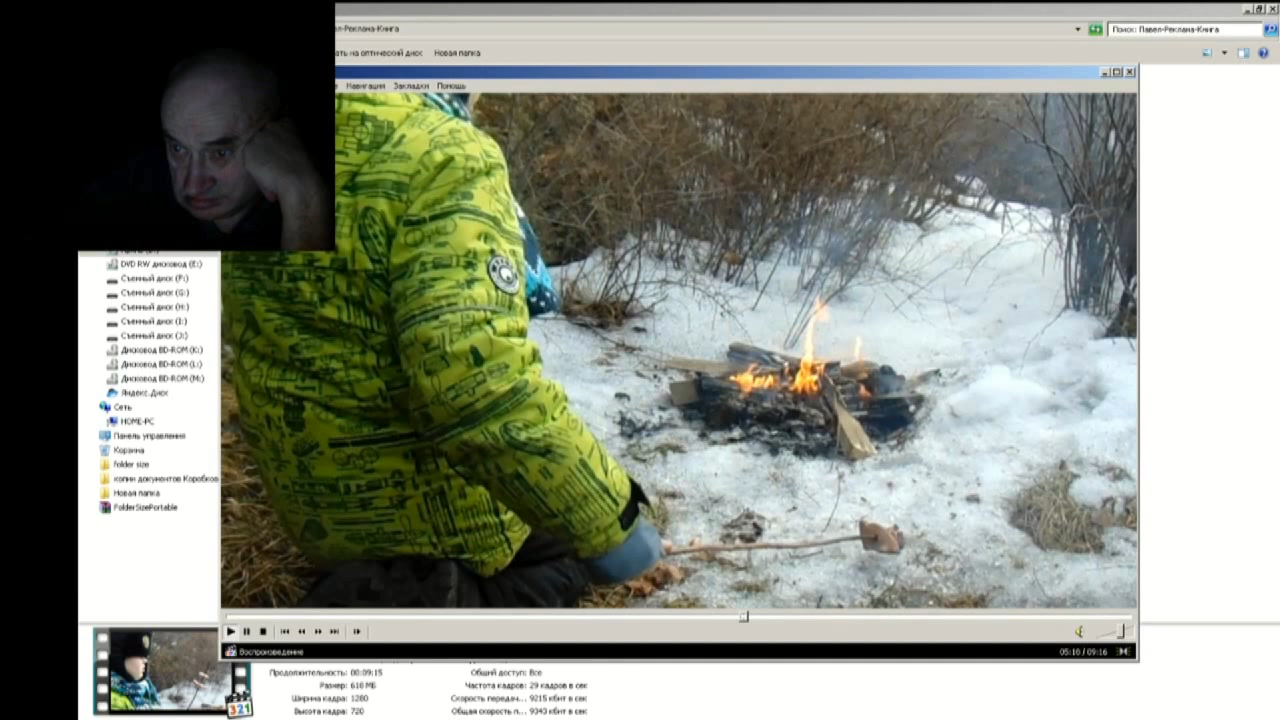 ел-Реклама-Книга
Поиск: Павел-Реклама-Книга
ать на оптический диск Новая папка
Навигация Закладки Помощь
DVD RW дисковод (E:)
Съемный диск (F:)
Съемный диск (G:)
Съемный диск (H:)
Съемный диск (I:)
Съемный диск (J:)
Дисковод BD-ROM (K:)
Дисковод BD-ROM (L:)
Дисковод BD-ROM (M:)
Яндекс.Диск
Сеть
HOME-PC
Панель управления
Корзина
folder size
копии документов Коробков
Новая папка
FolderSizePortable
Воспроизведение
05:10 / 09:16
321
Продолжительность: 00:09:15
Общий доступ: Все
Размер: 618 МБ
Частота кадров: 29 кадров в сек
Ширина кадра: 1280
Скорость передач... 9215 кбит в сек
Высота кадра: 720
Общая скорость п... 9343 кбит в сек